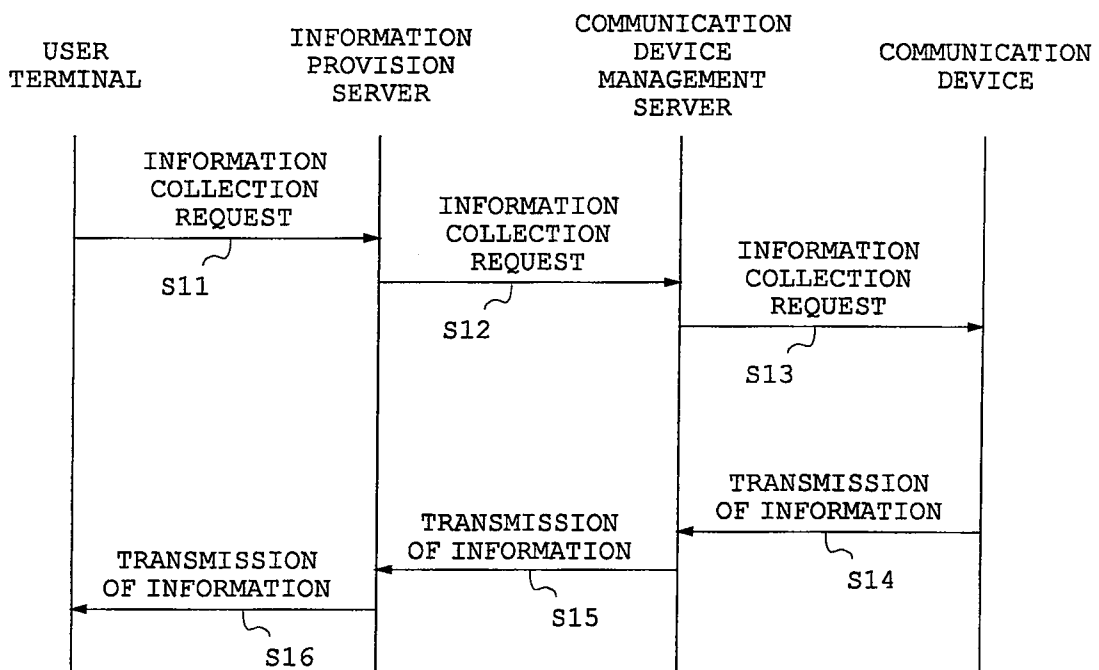 USER
TERMINAL
INFORMATION
PROVISION
SERVER
COMMUNICATION
DEVICE
MANAGEMENT
SERVER
COMMUNICATION
DEVICE
INFORMATION
COLLECTION
REQUEST
S11
INFORMATION
COLLECTION
REQUEST
S12
INFORMATION
COLLECTION
REQUEST
S13
TRANSMISSION
OF INFORMATION
S14
TRANSMISSION
OF INFORMATION
S15
TRANSMISSION
OF INFORMATION
S16